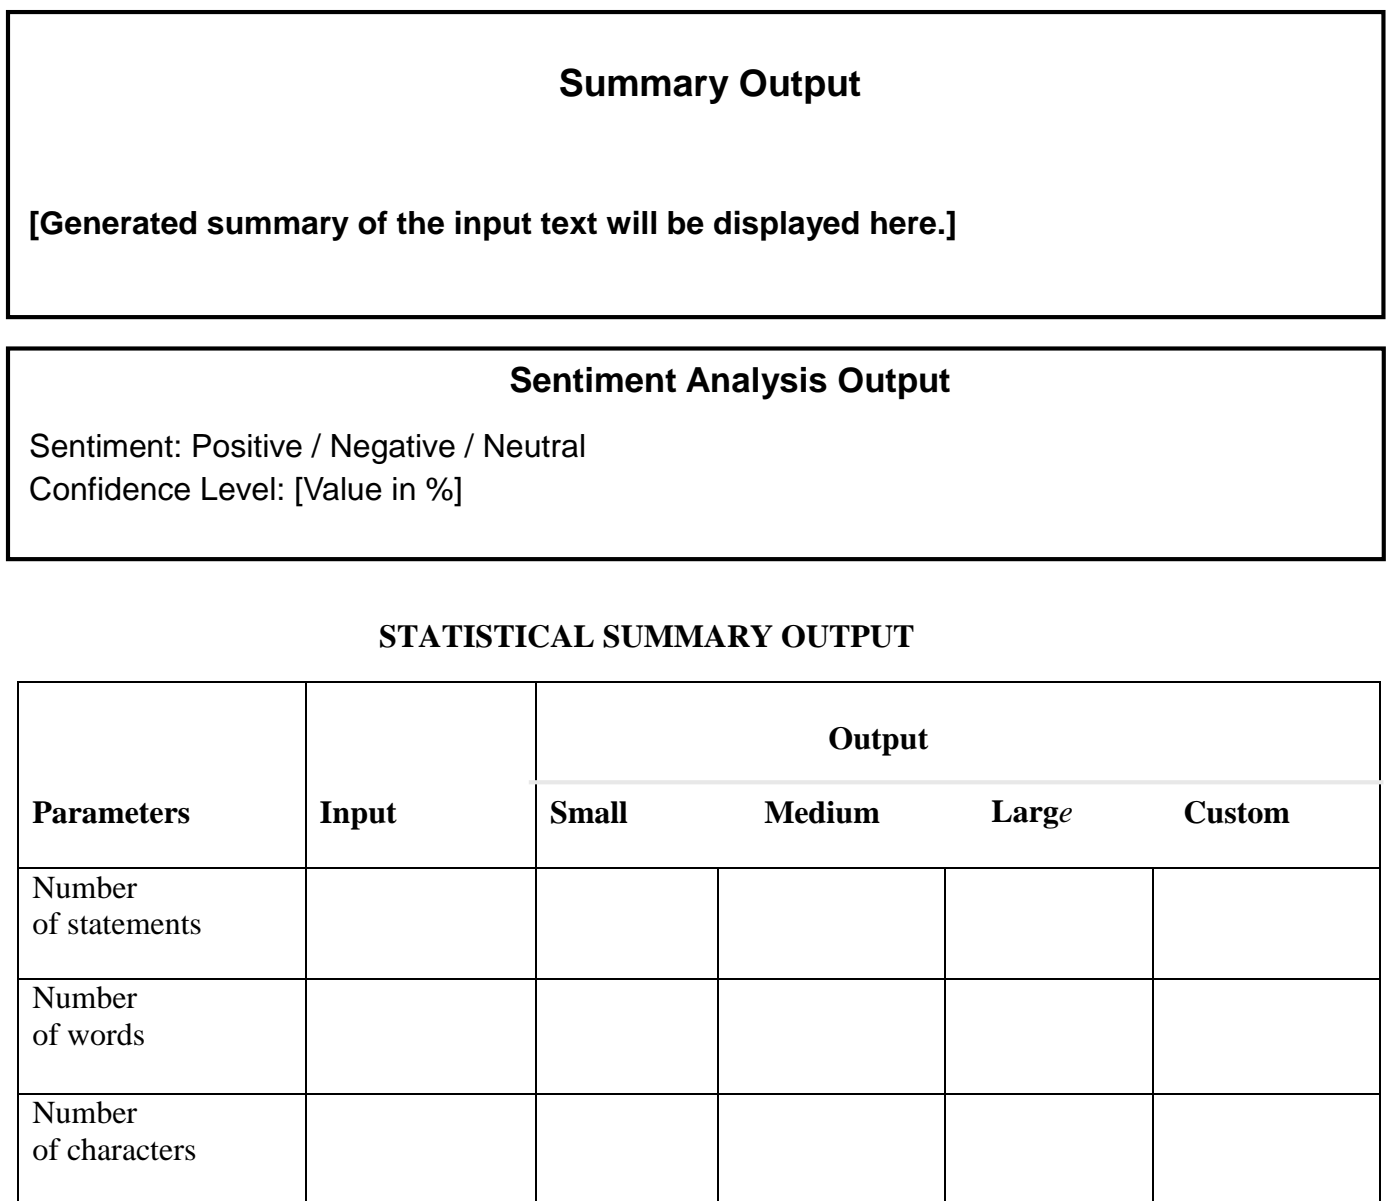 Summary Output
[Generated summary of the input text will be displayed here.]
Sentiment Analysis Output
Sentiment: Positive / Negative / Neutral
Confidence Level: [Value in %]
STATISTICAL SUMMARY OUTPUT
Output
Parameters Input Small Medium Large Custom
Number
of statements
Number
of words
Number
of characters